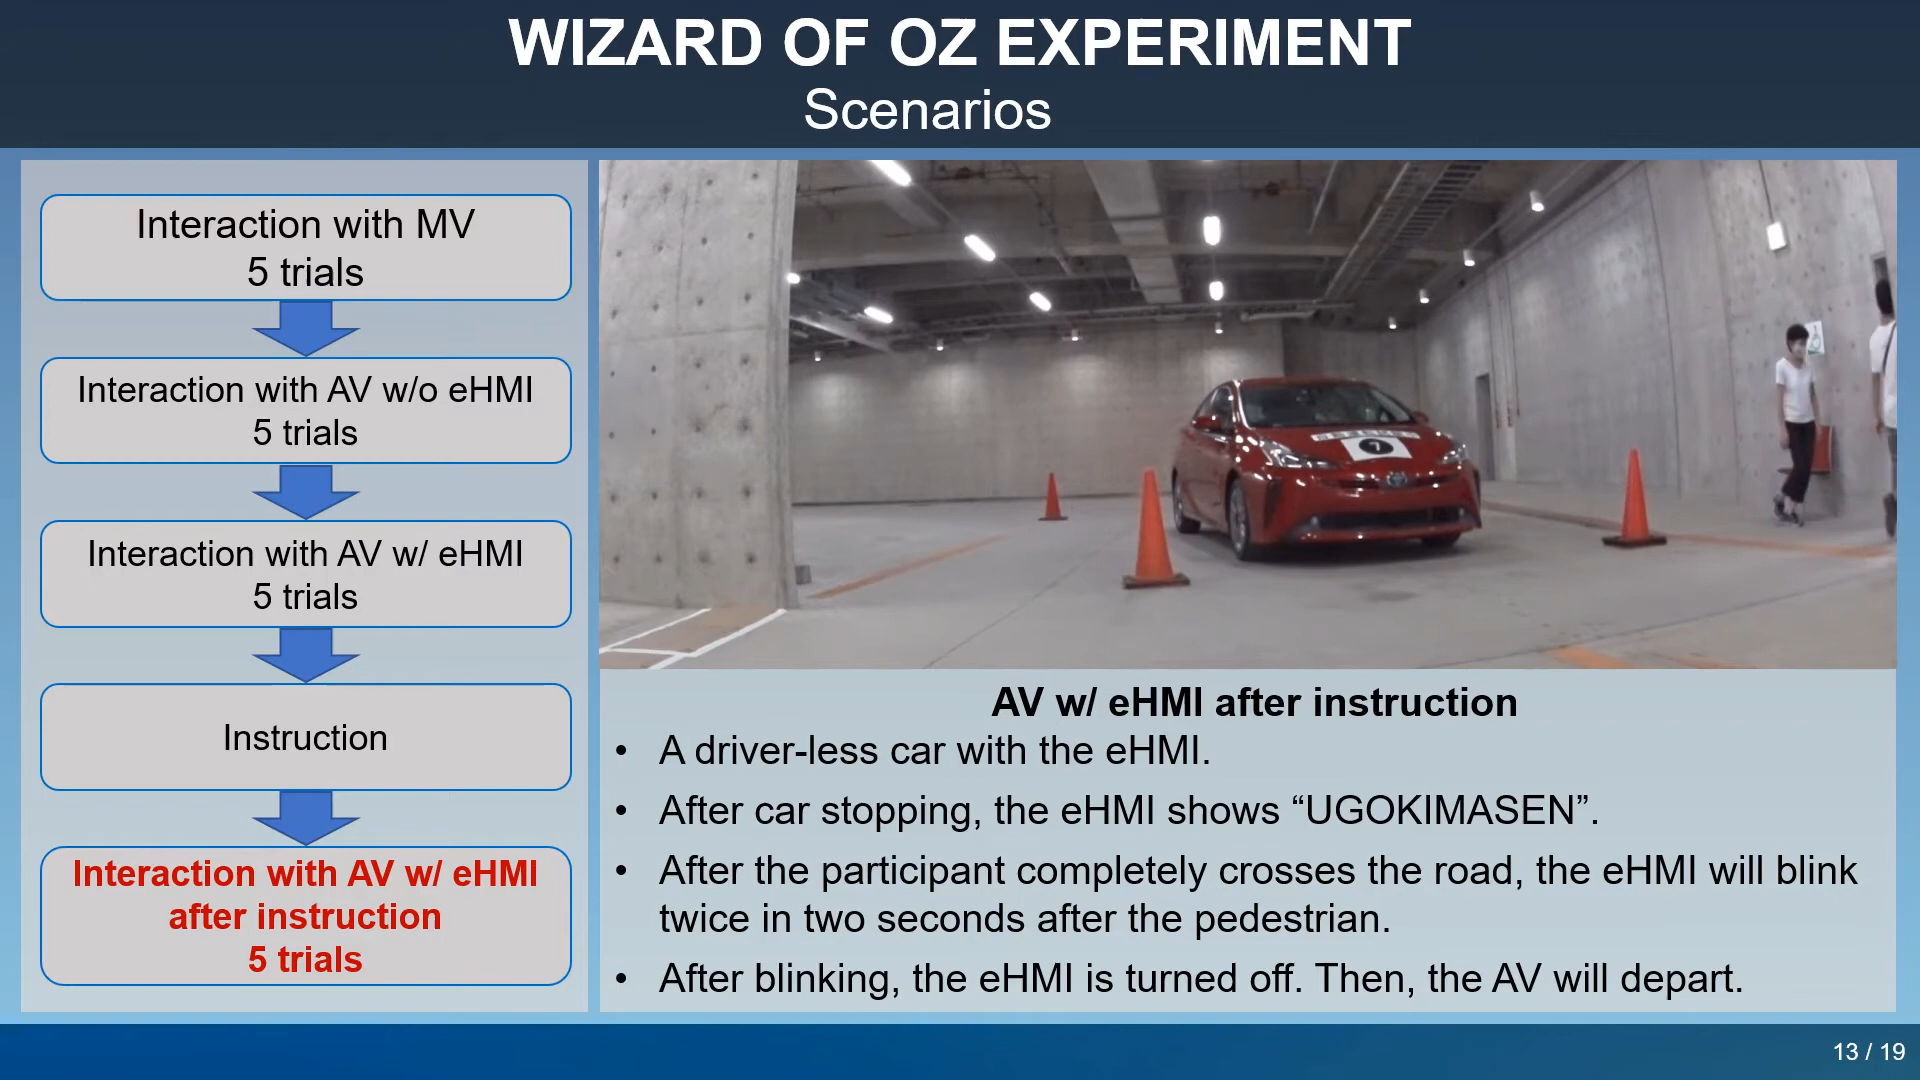 WIZARD OF OZ EXPERIMENT
Scenarios
Interaction with MV
5 trials
Interaction with AV w/o eHMI
5 trials
Interaction with AV w/ eHMI
5 trials
Instruction
Interaction with AV w/ eHMI
after instruction
5 trials
7
AV w/ eHMI after instruction
• A driver-less car with the eHMI.
• After car stopping, the eHMI shows “UGOKIMASEN”.
• After the participant completely crosses the road, the eHMI will blink
twice in two seconds after the pedestrian.
• After blinking, the eHMI is turned off. Then, the AV will depart.
13 / 19